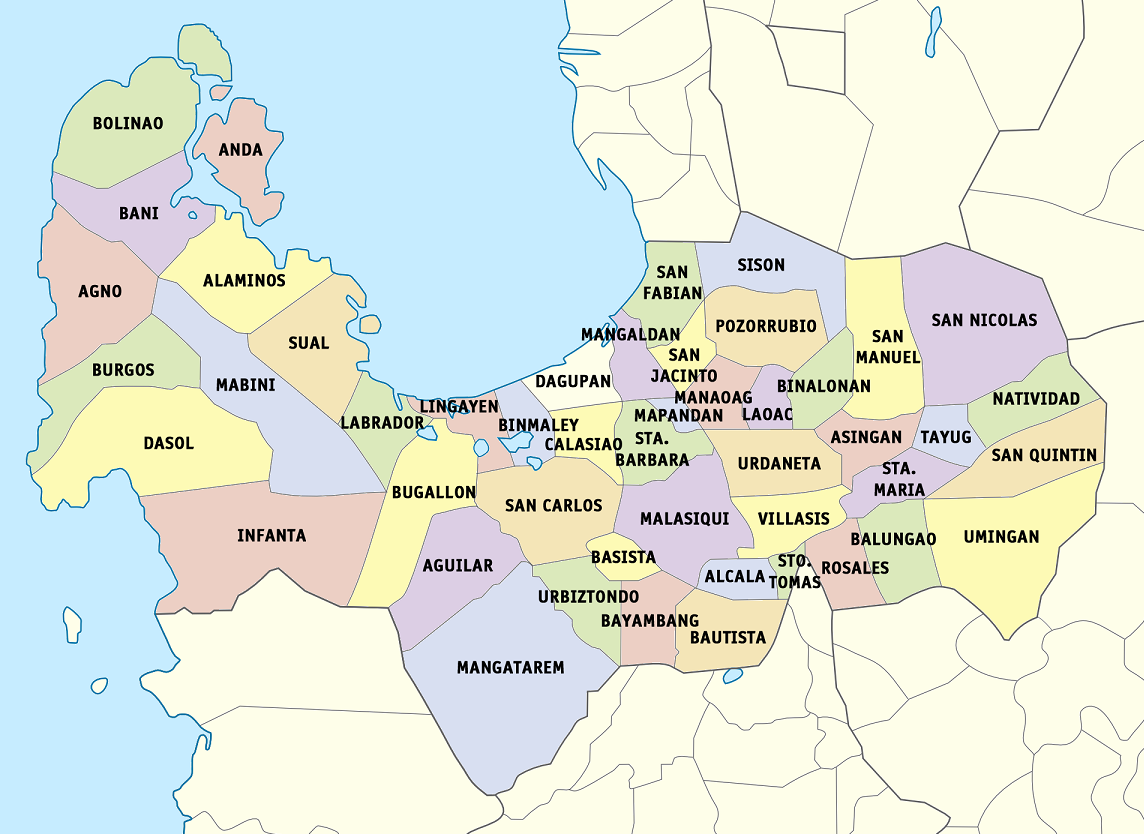 BOLINAO
ANDA
BANI
ALAMINOS
AGNO
SUAL
BURGOS
MABINI
DASOL
LABRADOR
INFANTA
BUGALLON
LINGAYEN
BINMALEY
DAGUPAN
CALASIAO
MANGALDAN
SAN
FABIAN
SISON
POZORRUBIO
SAN
JACINTO
MANAOAG
MAPANDAN
LAOAC
BINALONAN
SAN
MANUEL
SAN NICOLAS
NATIVIDAD
SAN QUINTIN
TAYUG
ASINGAN
STA.
MARIA
STA.
BARBARA
URDANETA
SAN CARLOS
MALASIQUI
VILLASIS
BALUNGAO
UMINGAN
ROSALES
STO.
TOMAS
ALCALA
BASISTA
AGUILAR
URBIZTONDO
BAYAMBANG
BAUTISTA
MANGATAREM